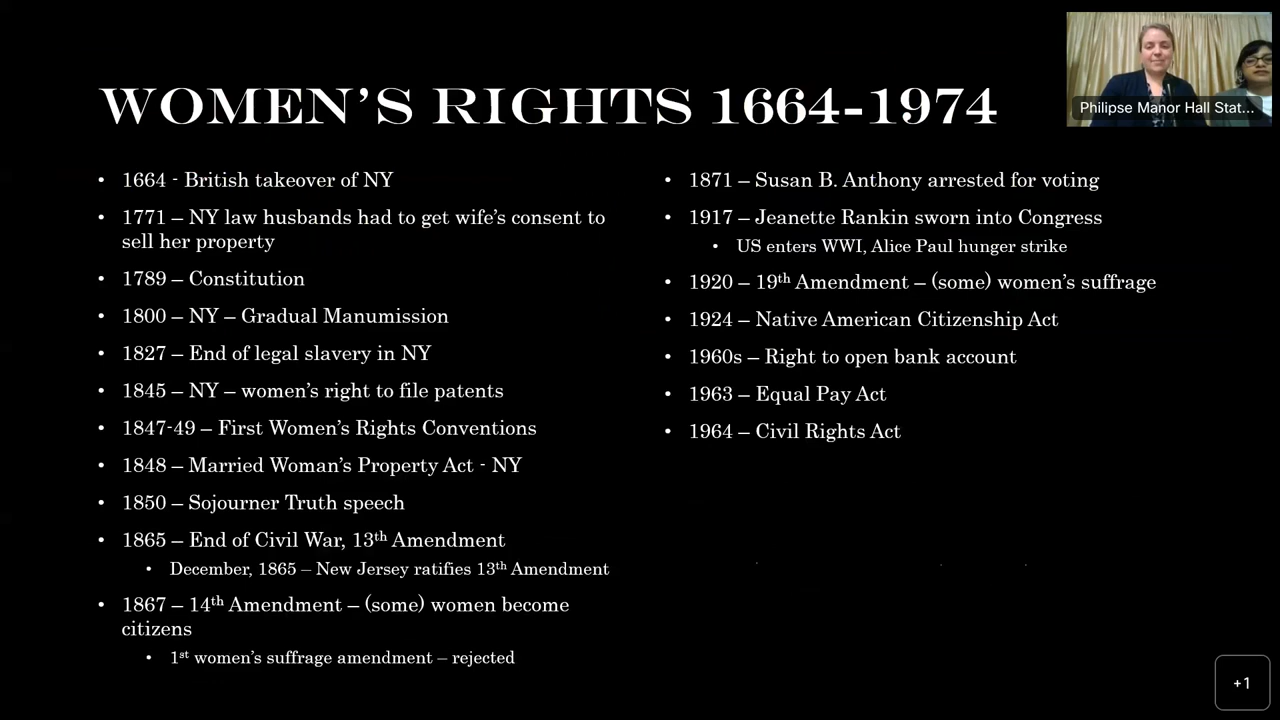 WOMEN'S RIGHTS 1664-1974
• 1664 - British takeover of NY
• 1771 – NY law husbands had to get wife's consent to
sell her property
• 1789 – Constitution
• 1800 – NY – Gradual Manumission
• 1827 – End of legal slavery in NY
• 1845 – NY – women's right to file patents
• 1847-49 – First Women's Rights Conventions
• 1848 – Married Woman's Property Act - NY
• 1850 – Sojourner Truth speech
• 1865 – End of Civil War, 13th Amendment
• December, 1865 – New Jersey ratifies 13th Amendment
• 1867 – 14th Amendment – (some) women become
citizens
• 1st women's suffrage amendment – rejected
• 1871 – Susan B. Anthony arrested for voting
• 1917 – Jeanette Rankin sworn into Congress
• US enters WWI, Alice Paul hunger strike
• 1920 – 19th Amendment – (some) women's suffrage
• 1924 – Native American Citizenship Act
• 1960s – Right to open bank account
• 1963 – Equal Pay Act
• 1964 – Civil Rights Act
Philipse Manor Hall Stat...
+1